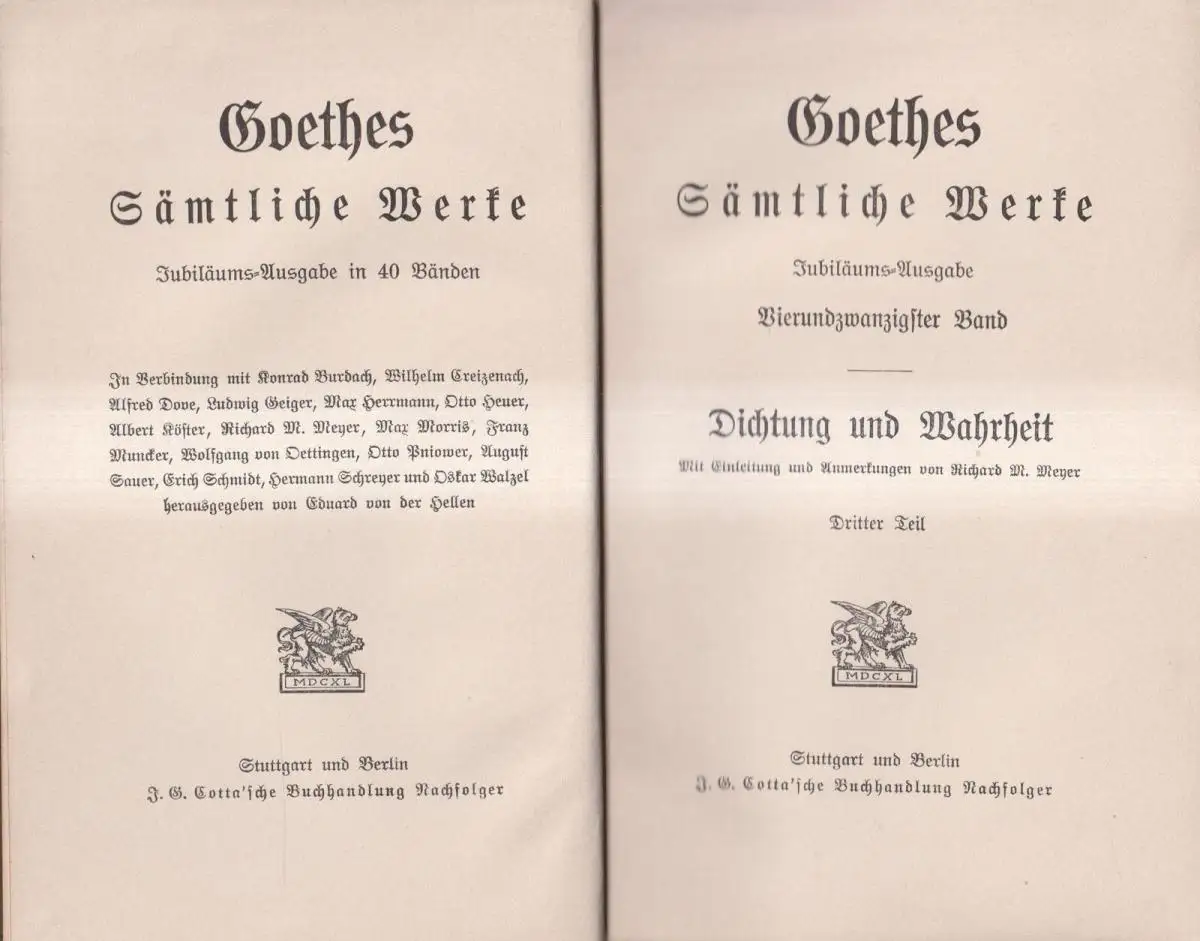 Goethes
Sämtliche Werke
Jubiläums-Ausgabe in 40 Bänden
In Verbindung mit Konrad Burdach, Wilhelm Creizenach,
Alfred Dove, Ludwig Geiger, Max Herrmann, Otto Heuer,
Albert Köster, Richard M. Meyer, Max Morris, Franz
Muncker, Wolfgang von Oettingen, Otto Pniower, August
Sauer, Erich Schmidt, Hermann Schreyer und Oskar Walzel
herausgegeben von Eduard von der Hellen
MDCXL
Stuttgart und Berlin
J. G. Cotta'sche Buchhandlung Nachfolger
Goethes
Sämtliche Werke
Jubiläums-Ausgabe
Vierundzwanzigster Band
Dichtung und Wahrheit
Mit Einleitung und Anmerkungen von Richard M. Meyer
Dritter Teil
MDCXL
Stuttgart und Berlin
J. G. Cotta'sche Buchhandlung Nachfolger